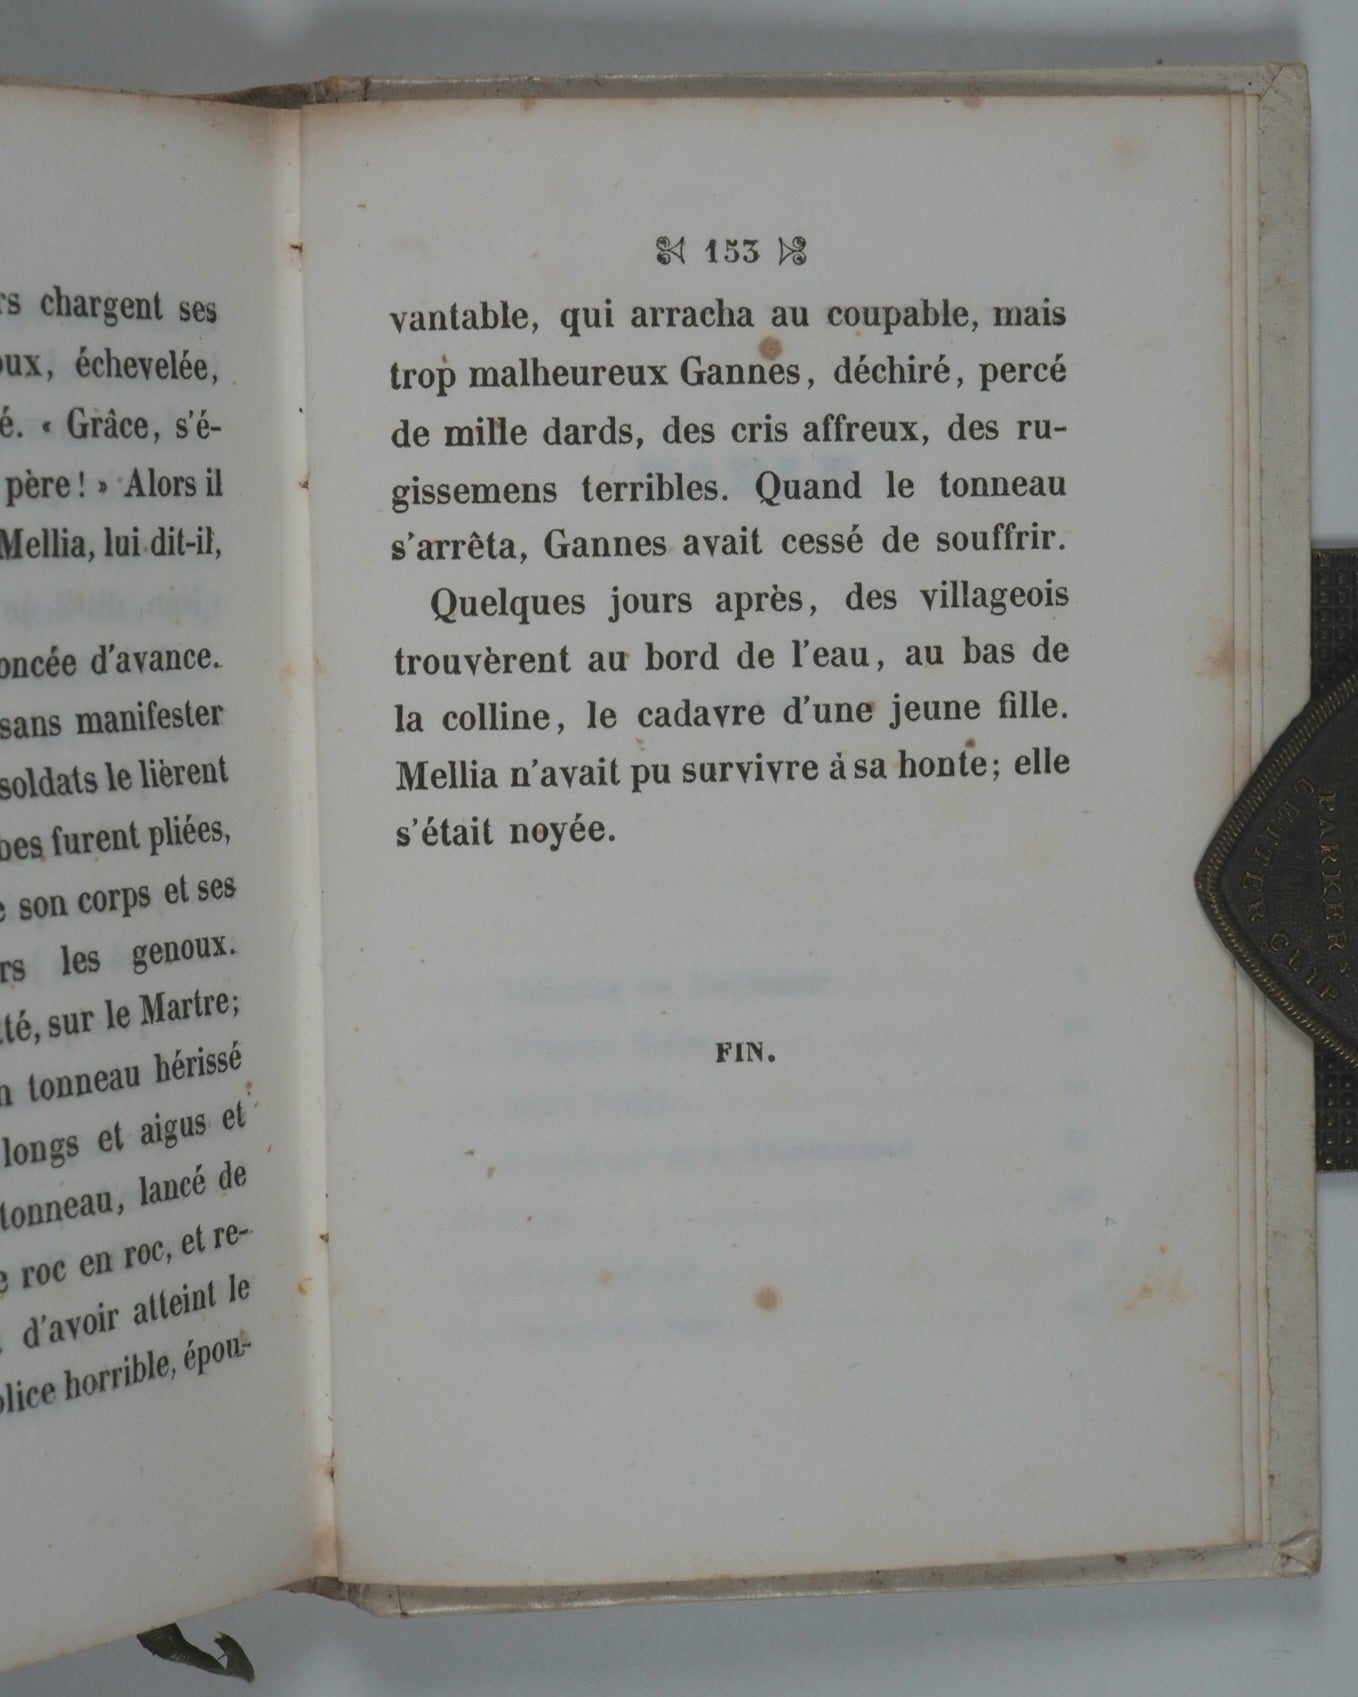 rs chargent ses
oux, échevelée,
é. « Grâce, s'é-
père ! » Alors il
Mellia, lui dit-il,
oncée d'avance.
sans manifester
soldats le lièrent
bes furent pliées,
son corps et ses
rs les genoux.
té, sur le Martre;
n tonneau hérissé
longs et aigus et
tonneau, lancé de
e roc en roc, et re-
d'avoir atteint le
plice horrible, épou-
153
vantable, qui arracha au coupable, mais
trop malheureux Gannes, déchiré, percé
de mille dards, des cris affreux, des ru-
gissemens terribles. Quand le tonneau
s'arrêta, Gannes avait cessé de souffrir.
Quelques jours après, des villageois
trouvèrent au bord de l'eau, au bas de
la colline, le cadavre d'une jeune fille.
Mellia n'avait pu survivre à sa honte; elle
s'était noyée.
FIN.
PARKER's
LETTER CLIP